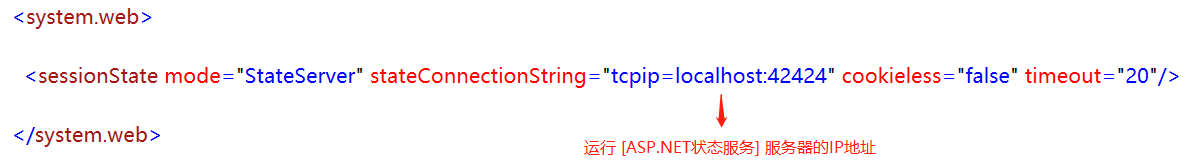 <system.web>
<sessionState mode="StateServer" stateConnectionString="tcpip=localhost:42424" cookieless="false" timeout="20"/>
</system.web>
运行 [ASP.NET状态服务] 服务器的IP地址